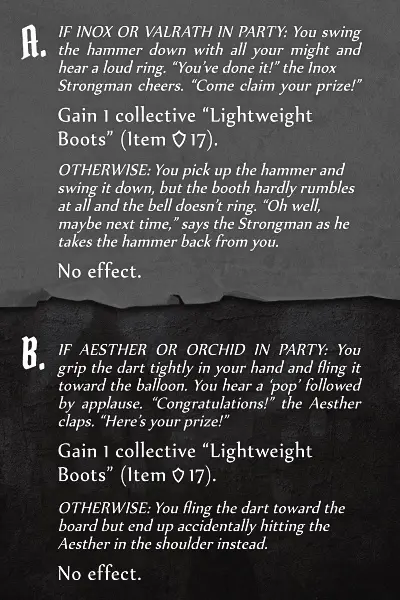 A. IF INOX OR VALRATH IN PARTY: You swing
the hammer down with all your might and
hear a loud ring. “You’ve done it!” the Inox
Strongman cheers. “Come claim your prize!”
Gain 1 collective “Lightweight
Boots” (Item 17).
OTHERWISE: You pick up the hammer and
swing it down, but the booth hardly rumbles
at all and the bell doesn’t ring. “Oh well,
maybe next time,” says the Strongman as he
takes the hammer back from you.
No effect.
B. IF AESTHER OR ORCHID IN PARTY: You
grip the dart tightly in your hand and fling it
toward the balloon. You hear a ‘pop’ followed
by applause. “Congratulations!” the Aesther
claps. “Here’s your prize!”
Gain 1 collective “Lightweight
Boots” (Item 17).
OTHERWISE: You fling the dart toward the
board but end up accidentally hitting the
Aesther in the shoulder instead.
No effect.